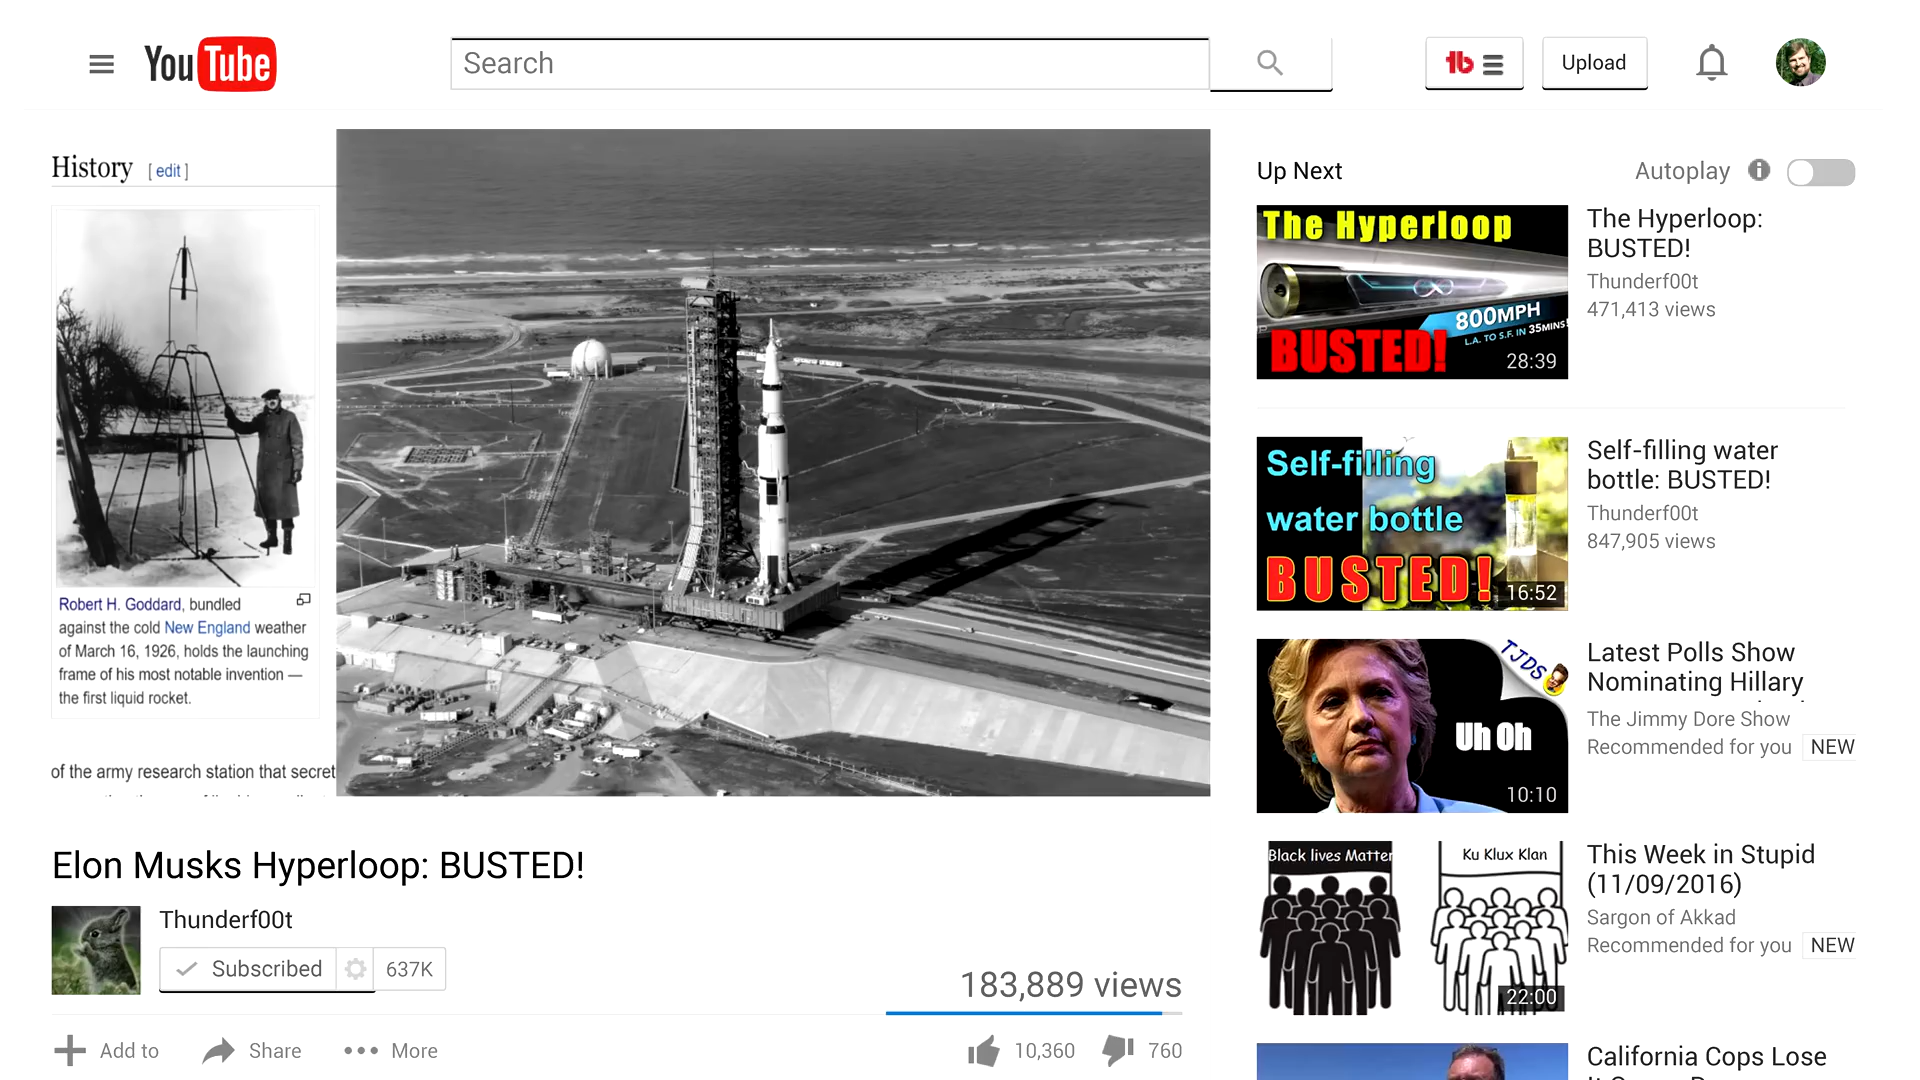 YouTube
Search
Upload
History [ edit ]
Robert H. Goddard, bundled
against the cold New England weather
of March 16, 1926, holds the launching
frame of his most notable invention —
the first liquid rocket.
of the army research station that secret
Elon Musks Hyperloop: BUSTED!
Thunderf00t
Subscribed 637K
183,889 views
Add to Share More
10,360 760
Up Next
Autoplay
The Hyperloop
800MPH
L.A. TO S.F. IN 35MINS!
BUSTED!
28:39
The Hyperloop:
BUSTED!
Thunderf00t
471,413 views
Self-filling
water bottle
BUSTED!
16:52
Self-filling water
bottle: BUSTED!
Thunderf00t
847,905 views
TJDS
Uh Oh
10:10
Latest Polls Show
Nominating Hillary
The Jimmy Dore Show
Recommended for you NEW
Black lives Matter
Ku Klux Klan
22:00
This Week in Stupid
(11/09/2016)
Sargon of Akkad
Recommended for you NEW
California Cops Lose